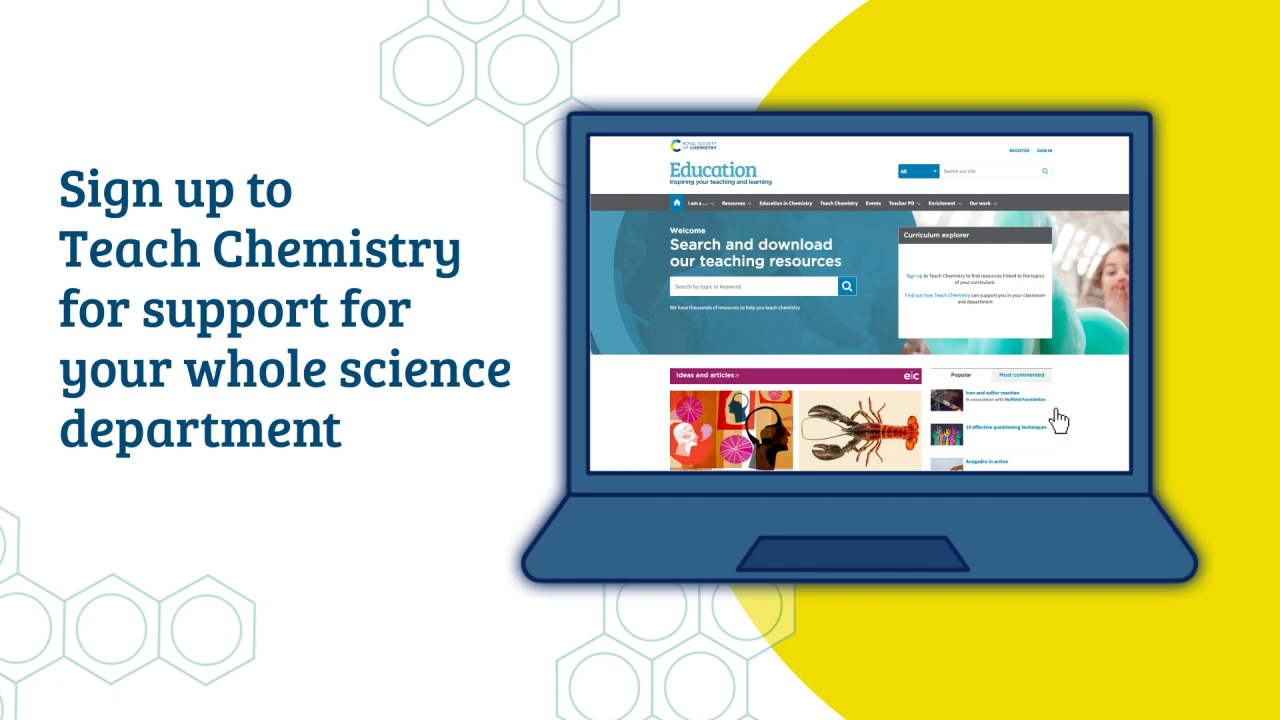 Sign up to
Teach Chemistry
for support for
your whole science
department
ROYAL SOCIETY
OF CHEMISTRY
REGISTER SIGN IN
Education
Inspiring your teaching and learning
All
Search our site
I am a ... Resources Education in Chemistry Teach Chemistry Events Teacher PD Enrichment Our work
Welcome
Search and download
our teaching resources
Search by topic or keyword
We have thousands of resources to help you teach chemistry
Curriculum explorer
Sign up to Teach Chemistry to find resources linked to the topics
of your curriculum.
Find out how Teach Chemistry can support you in your classroom
and department
Ideas and articles »
eic
Popular Most commented
Iron and sulfur reaction
In association with Nuffield Foundation
10 effective questioning techniques
Avogadro in action